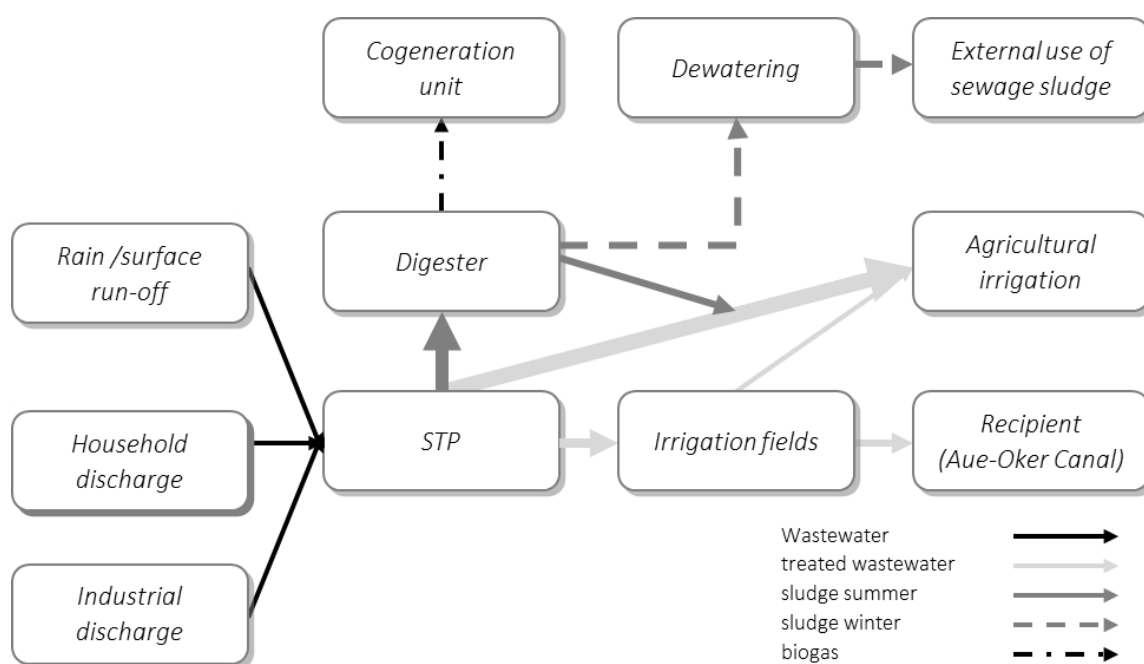 Cogeneration
unit
Dewatering
External use of
sewage sludge
Rain /surface
run-off
Digester
Agricultural
irrigation
Household
discharge
STP
Irrigation fields
Recipient
(Aue-Oker Canal)
Industrial
discharge
Wastewater
treated wastewater
sludge summer
sludge winter
biogas